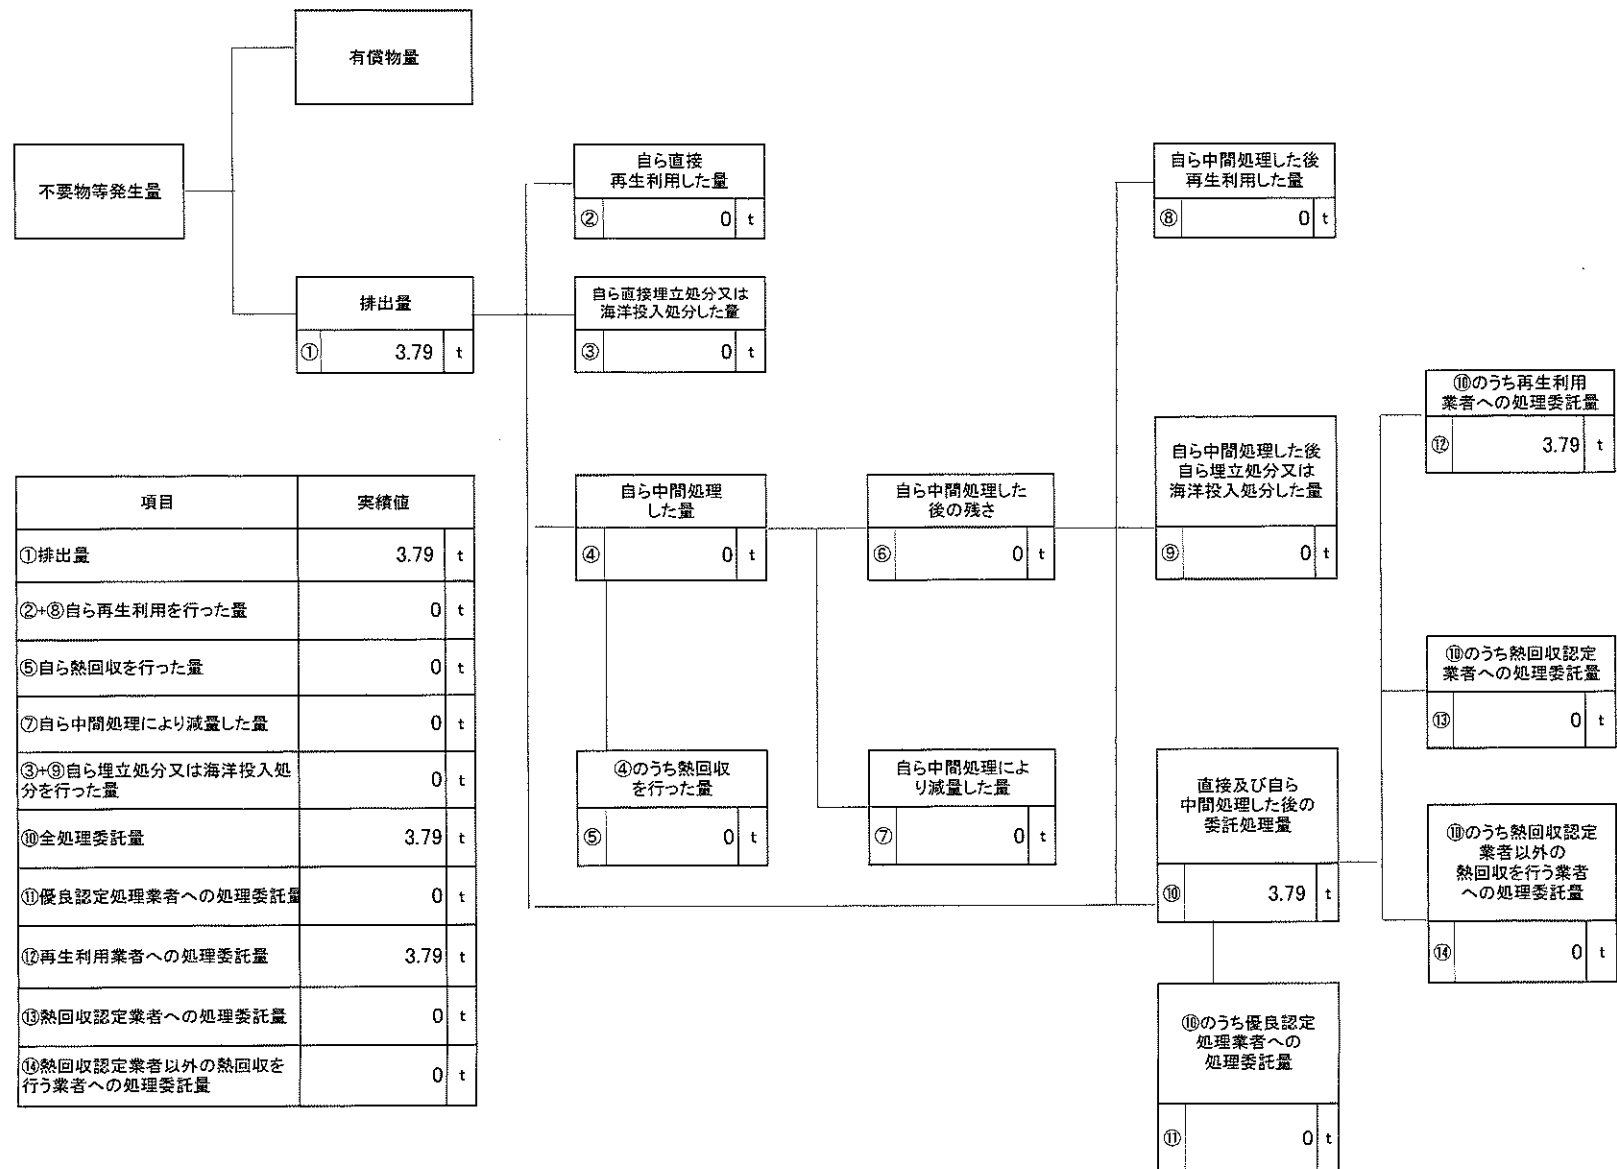 有償物量
不要物等発生量
排出量
① 3.79 t
自ら直接
再生利用した量
② 0 t
自ら直接埋立処分又は
海洋投入処分した量
③ 0 t
自ら中間処理
した量
④ 0 t
④のうち熱回収
を行った量
⑤ 0 t
自ら中間処理した
後の残さ
⑥ 0 t
自ら中間処理によ
り減量した量
⑦ 0 t
自ら中間処理した後
再生利用した量
⑧ 0 t
自ら中間処理した後
自ら埋立処分又は
海洋投入処分した量
⑨ 0 t
直接及び自ら
中間処理した後の
委託処理量
⑩ 3.79 t
⑩のうち優良認定
処理業者への
処理委託量
⑪ 0 t
⑩のうち再生利用
業者への処理委託量
⑫ 3.79 t
⑩のうち熱回収認定
業者への処理委託量
⑬ 0 t
⑩のうち熱回収認定
業者以外の
熱回収を行う業者
への処理委託量
⑭ 0 t
項目 実績値
①排出量 3.79 t
②+⑧自ら再生利用を行った量 0 t
⑤自ら熱回収を行った量 0 t
⑦自ら中間処理により減量した量 0 t
③+⑨自ら埋立処分又は海洋投入処
分を行った量 0 t
⑩全処理委託量 3.79 t
⑪優良認定処理業者への処理委託量 0 t
⑫再生利用業者への処理委託量 3.79 t
⑬熱回収認定業者への処理委託量 0 t
⑭熱回収認定業者以外の熱回収を
行う業者への処理委託量 0 t